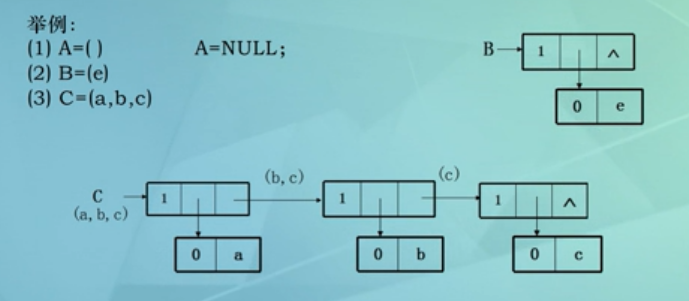 举例:
(1) A=( ) A=NULL;
(2) B=(e)
(3) C=(a,b,c)
B 1 ∧
0 e
C 1 (b,c) 1 (c) 1 ∧
(a,b,c)
0 a 0 b 0 c